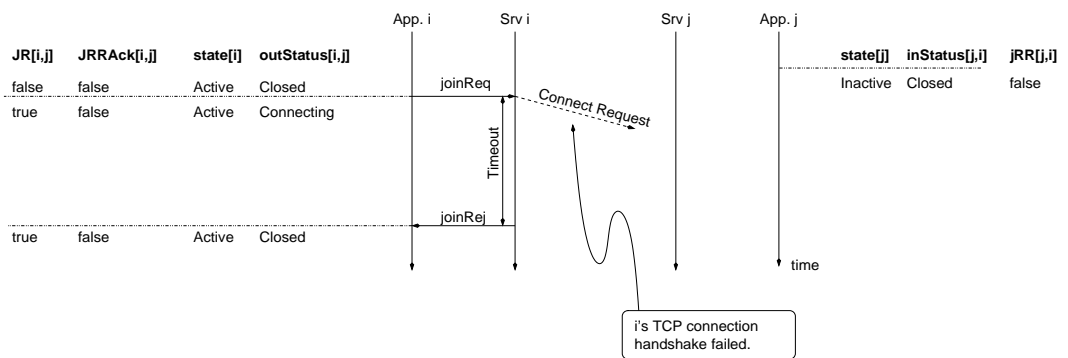 App. i Srv i Srv j App. j
JR[i,j] JRRAck[i,j] state[i] outStatus[i,j] state[j] inStatus[j,i] jRR[j,i]
false false Active Closed joinReq Inactive Closed false
true false Active Connecting Connect Request
Timeout
joinRej
true false Active Closed
time
i's TCP connection
handshake failed.